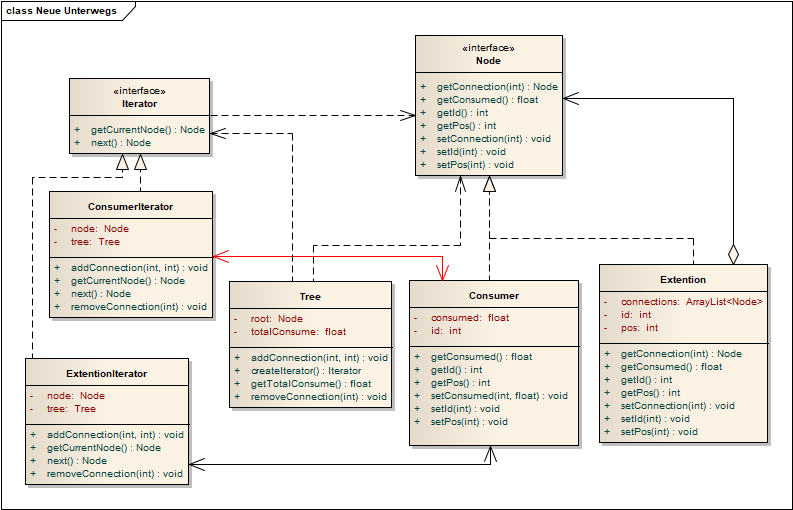 class Neue Unterwegs
«interface»
Node
+ getConnection(int) : Node
+ getConsumed() : float
+ getId() : int
+ getPos() : int
+ setConnection(int) : void
+ setId(int) : void
+ setPos(int) : void
«interface»
Iterator
+ getCurrentNode() : Node
+ next() : Node
ConsumerIterator
- node: Node
- tree: Tree
+ addConnection(int, int) : void
+ getCurrentNode() : Node
+ next() : Node
+ removeConnection(int) : void
Tree
- root: Node
- totalConsume: float
+ addConnection(int, int) : void
+ createIterator() : Iterator
+ getTotalConsume() : float
+ removeConnection(int) : void
Consumer
- consumed: float
- id: int
+ getConsumed() : float
+ getId() : int
+ getPos() : int
+ setConsumed(int, float) : void
+ setId(int) : void
+ setPos(int) : void
Extention
- connections: ArrayList<Node>
- id: int
- pos: int
+ getConnection(int) : Node
+ getConsumed() : float
+ getId() : int
+ getPos() : int
+ setConnection(int) : void
+ setId(int) : void
+ setPos(int) : void
ExtentionIterator
- node: Node
- tree: Tree
+ addConnection(int, int) : void
+ getCurrentNode() : Node
+ next() : Node
+ removeConnection(int) : void